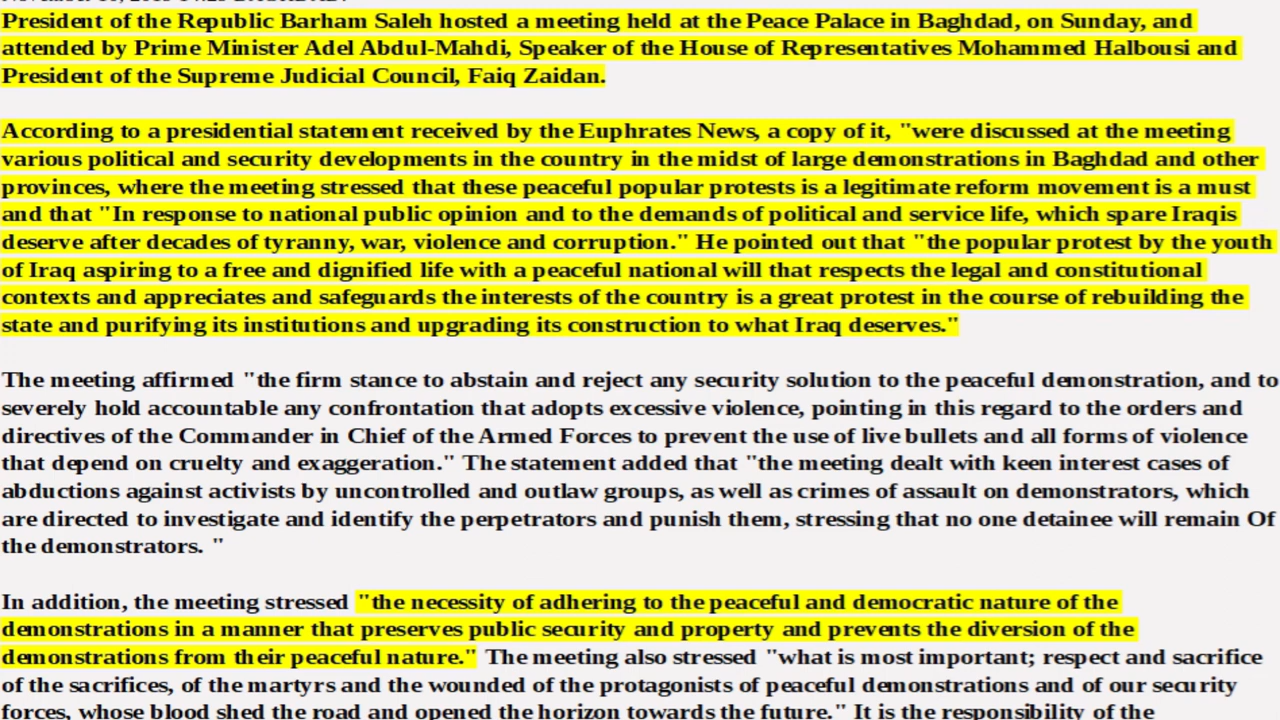 President of the Republic Barham Saleh hosted a meeting held at the Peace Palace in Baghdad, on Sunday, and
attended by Prime Minister Adel Abdul-Mahdi, Speaker of the House of Representatives Mohammed Halbousi and
President of the Supreme Judicial Council, Faiq Zaidan.
According to a presidential statement received by the Euphrates News, a copy of it, "were discussed at the meeting
various political and security developments in the country in the midst of large demonstrations in Baghdad and other
provinces, where the meeting stressed that these peaceful popular protests is a legitimate reform movement is a must
and that "In response to national public opinion and to the demands of political and service life, which spare Iraqis
deserve after decades of tyranny, war, violence and corruption." He pointed out that "the popular protest by the youth
of Iraq aspiring to a free and dignified life with a peaceful national will that respects the legal and constitutional
contexts and appreciates and safeguards the interests of the country is a great protest in the course of rebuilding the
state and purifying its institutions and upgrading its construction to what Iraq deserves."
The meeting affirmed "the firm stance to abstain and reject any security solution to the peaceful demonstration, and to
severely hold accountable any confrontation that adopts excessive violence, pointing in this regard to the orders and
directives of the Commander in Chief of the Armed Forces to prevent the use of live bullets and all forms of violence
that depend on cruelty and exaggeration." The statement added that "the meeting dealt with keen interest cases of
abductions against activists by uncontrolled and outlaw groups, as well as crimes of assault on demonstrators, which
are directed to investigate and identify the perpetrators and punish them, stressing that no one detainee will remain Of
the demonstrators. "
In addition, the meeting stressed "the necessity of adhering to the peaceful and democratic nature of the
demonstrations in a manner that preserves public security and property and prevents the diversion of the
demonstrations from their peaceful nature." The meeting also stressed "what is most important; respect and sacrifice
of the sacrifices, of the martyrs and the wounded of the protagonists of peaceful demonstrations and of our security
forces, whose blood shed the road and opened the horizon towards the future." It is the responsibility of the